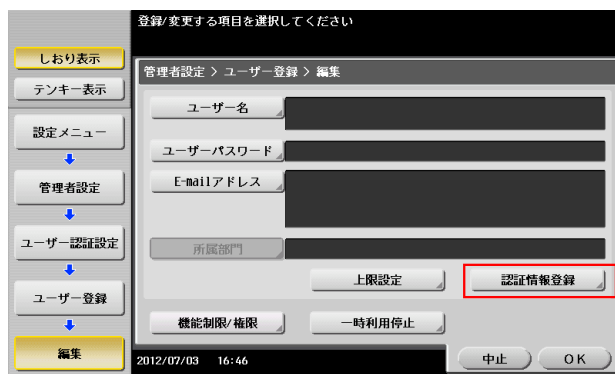 登録/変更する項目を選択してください
しおり表示
テンキー表示
設定メニュー
管理者設定
ユーザー認証設定
ユーザー登録
編集
管理者設定 > ユーザー登録 > 編集
ユーザー名
ユーザーパスワード
E-mailアドレス
所属部門
上限設定
認証情報登録
機能制限/権限
一時利用停止
2012/07/03 16:46
中止
OK